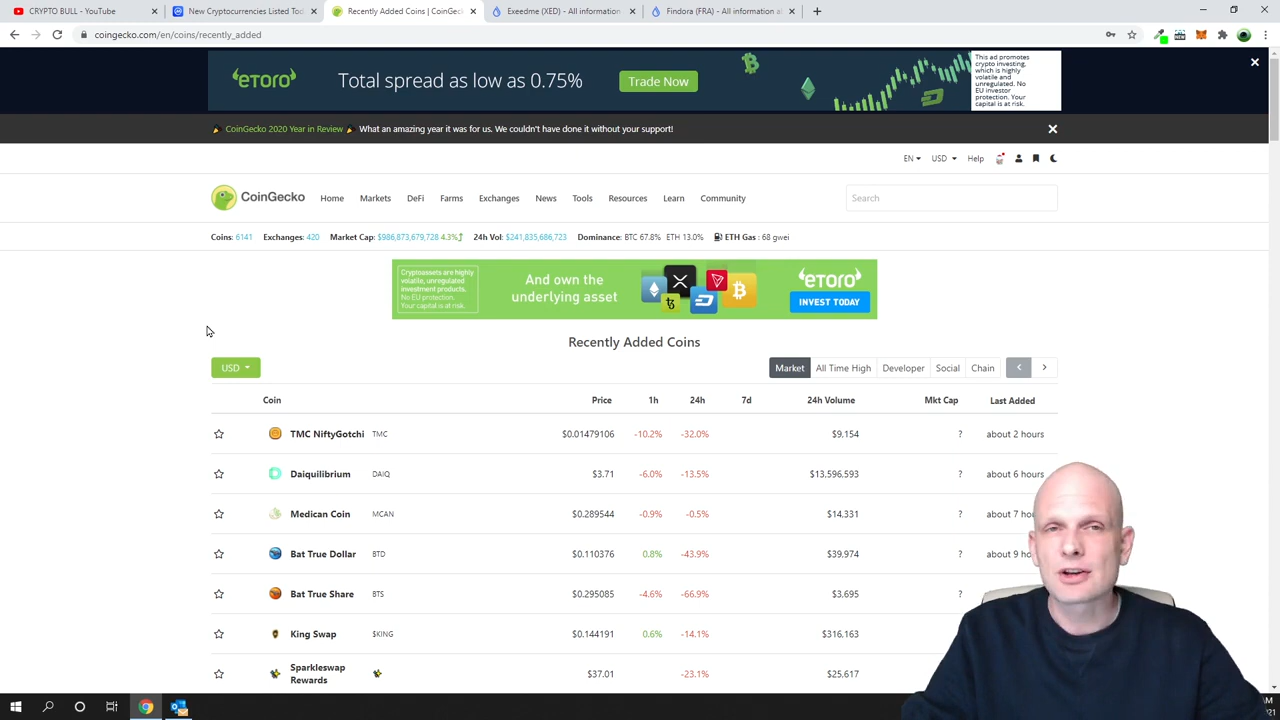 CRYPTO BULL - YouTube
New Cryptocurrencies Listed Tod
Recently Added Coins | CoinGec
Exeedme (XED) - All information
Findora (FRA) - All information a
coingecko.com/en/coins/recently_added
eTORO
Total spread as low as 0.75%
Trade Now
This ad promotes
crypto investing,
which is highly
volatile and
unregulated. No
EU investor
protection. Your
capital is at risk.
CoinGecko 2020 Year in Review What an amazing year it was for us. We couldn't have done it without your support!
EN USD Help
CoinGecko Home Markets DeFi Farms Exchanges News Tools Resources Learn Community Search
Coins: 6141 Exchanges: 420 Market Cap: $986,873,679,728 4.3% 24h Vol: $241,835,686,723 Dominance: BTC 67.8% ETH 13.0% ETH Gas : 68 gwei
Cryptoassets are highly
volatile, unregulated
investment products.
No EU protection.
Your capital is at risk.
And own the
underlying asset
eTORO
INVEST TODAY
Recently Added Coins
USD Market All Time High Developer Social Chain
Coin Price 1h 24h 7d 24h Volume Mkt Cap Last Added
TMC NiftyGotchi TMC $0.01479106 -10.2% -32.0% $9,154 ? about 2 hours
Daiquilibrium DAIQ $3.71 -6.0% -13.5% $13,596,593 ? about 6 hours
Medican Coin MCAN $0.289544 -0.9% -0.5% $14,331 ? about 7 hou
Bat True Dollar BTD $0.110376 0.8% -43.9% $39,974 ? about 9 ho
Bat True Share BTS $0.295085 -4.6% -66.9% $3,695 ?
King Swap $KING $0.144191 0.6% -14.1% $316,163
Sparkleswap
Rewards
$37.01 -23.1% $25,617